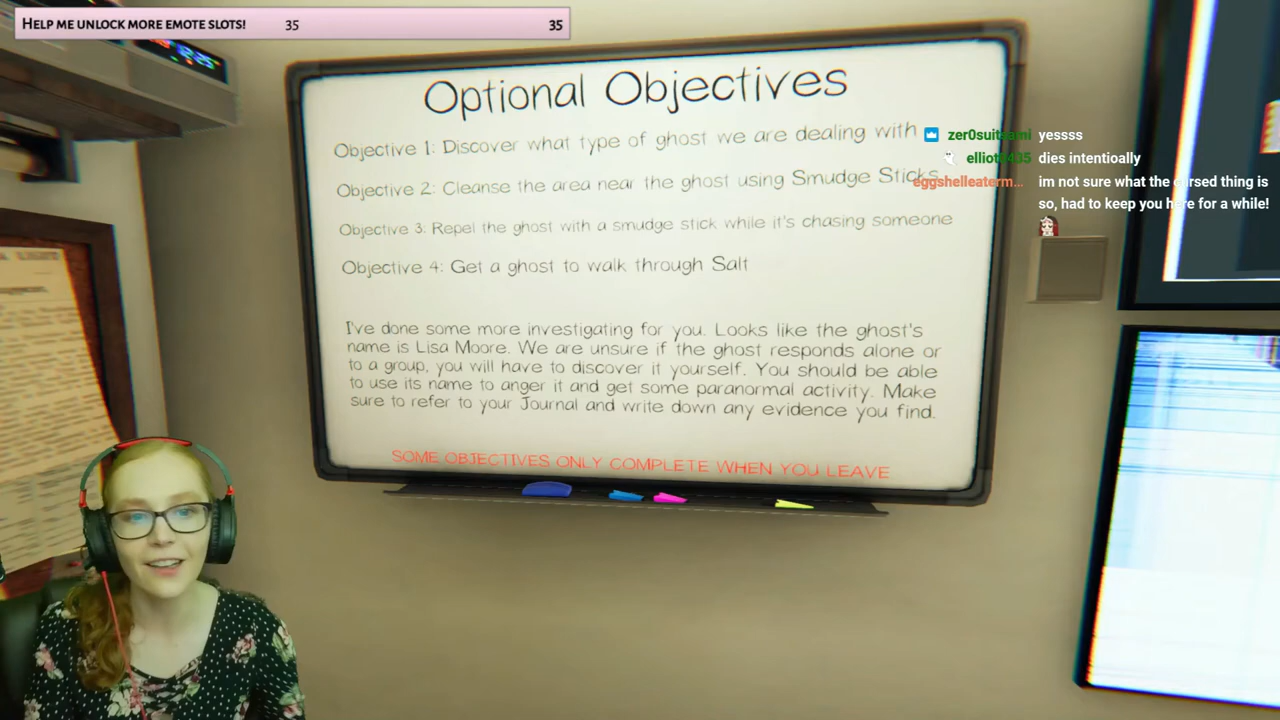 HELP ME UNLOCK MORE EMOTE SLOTS! 35 35
12:25
Optional Objectives
Objective 1: Discover what type of ghost we are dealing with
Objective 2: Cleanse the area near the ghost using Smudge Sticks
Objective 3: Repel the ghost with a smudge stick while it's chasing someone
Objective 4: Get a ghost to walk through Salt
I've done some more investigating for you. Looks like the ghost's
name is Lisa Moore. We are unsure if the ghost responds alone or
to a group, you will have to discover it yourself. You should be able
to use its name to anger it and get some paranormal activity. Make
sure to refer to your Journal and write down any evidence you find.
SOME OBJECTIVES ONLY COMPLETE WHEN YOU LEAVE
yessss
dies intentioally
eggshelleaterm... im not sure what the cursed thing is
so, had to keep you here for a while!